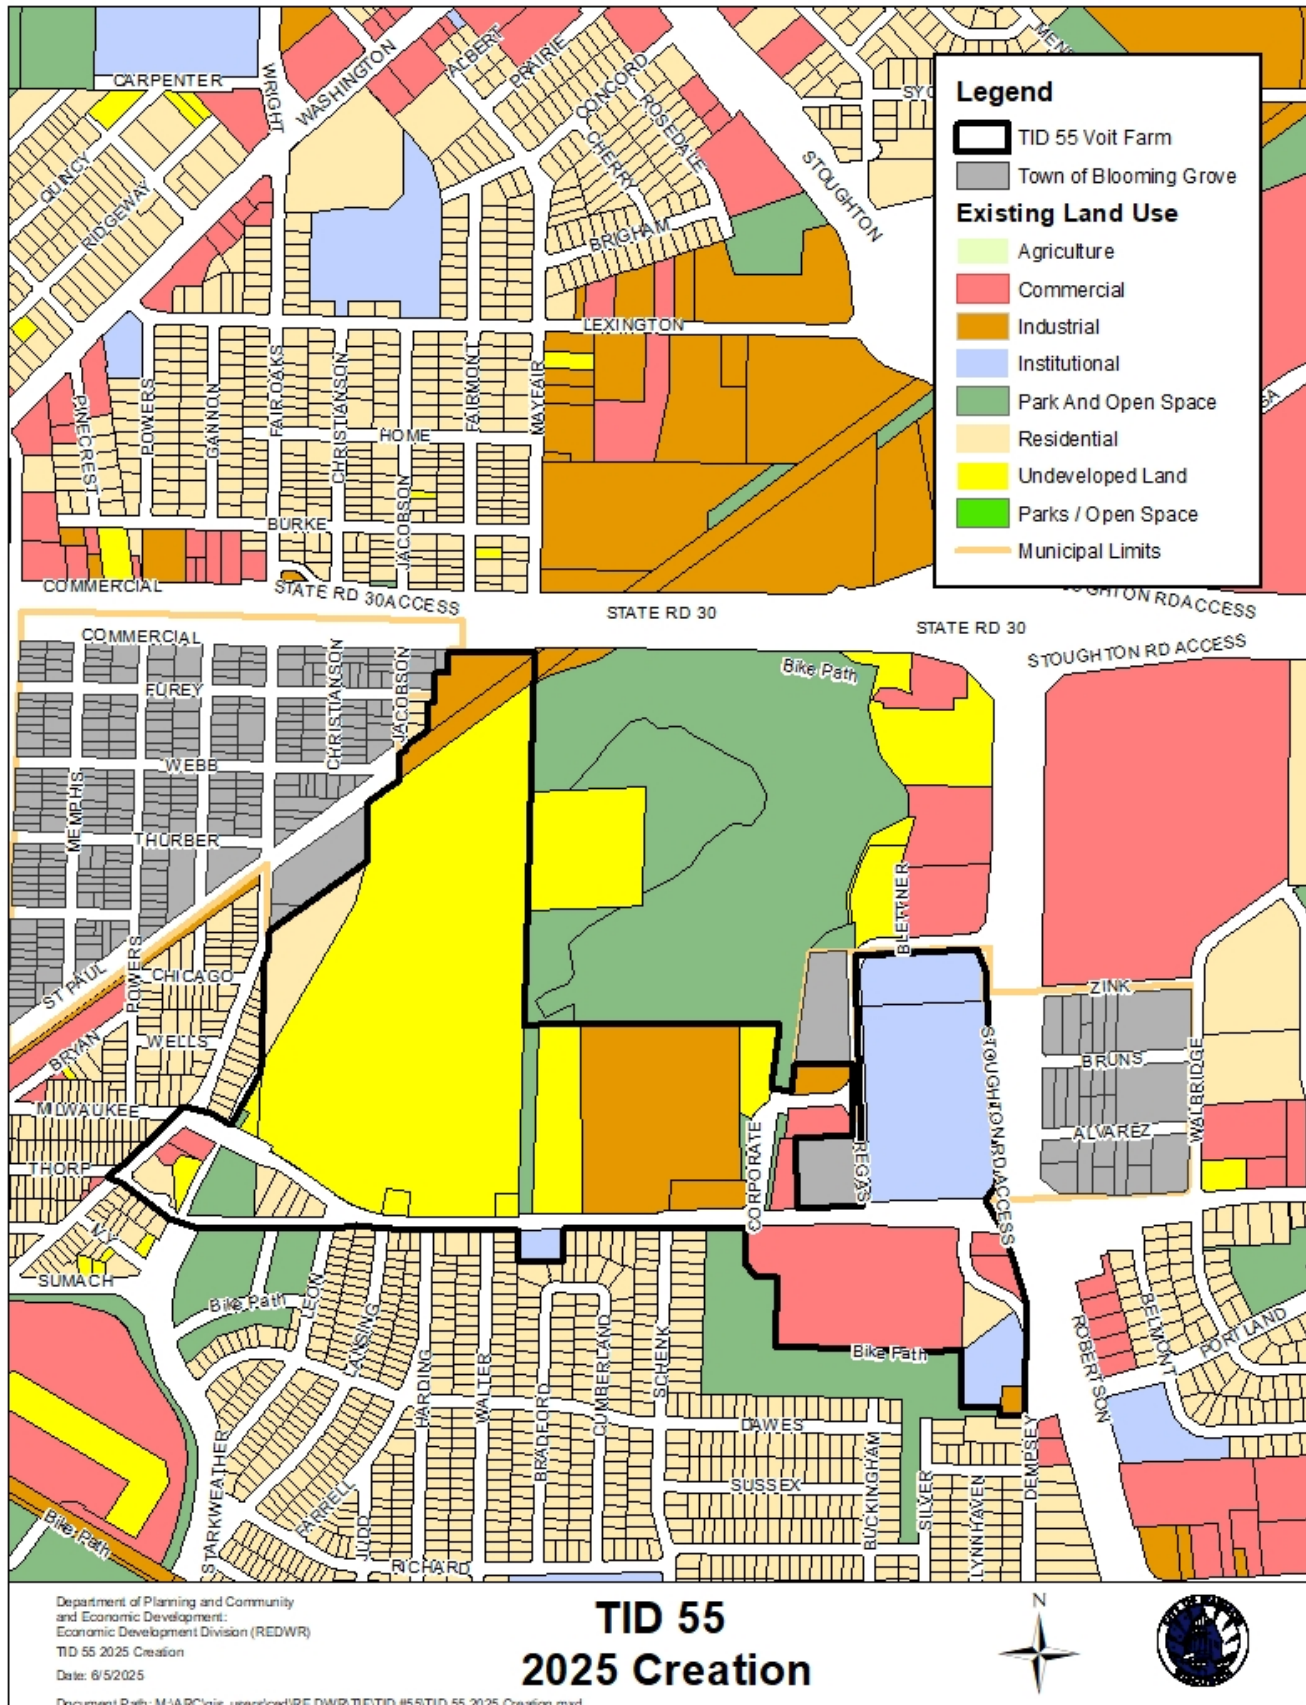 CARPENTER
WRIGHT
WASHINGTON
ALBERT
PRAIRIE
CONCORD
ROSEDALE
CHERRY
BRIGHAM
STOUGHTON
QUINCY
RIDGEWAY
LEXINGTON
PINECREST
POWERS
GANNON
FAIR OAKS
CHRISTIANSON
HOME
JACOBSON
FAIRMONT
MAYFAIR
BURKE
COMMERCIAL
STATE RD 30 ACCESS
STATE RD 30
STATE RD 30
STOUGHTON RD ACCESS
Legend
TID 55 Voit Farm
Town of Blooming Grove
Existing Land Use
Agriculture
Commercial
Industrial
Institutional
Park And Open Space
Residential
Undeveloped Land
Parks / Open Space
Municipal Limits
COMMERCIAL
FUREY
CHRISTIANSON
JACOBSON
WEBB
MEMPHIS
THURBER
Bike Path
BLETTNER
ST PAUL
POWERS
CHICAGO
WELLS
BRYAN
MILWAUKEE
THORP
IVY
SUMACH
ZINK
BRUNS
ALVAREZ
WALBRIDGE
STOUGHTON RD ACCESS
CORPORATE
REGAS
Bike Path
LEON
LANSING
HARDING
WALTER
BRADFORD
CUMBERLAND
SCHENK
Bike Path
DAWES
SUSSEX
BUCKINGHAM
SILVER
LYNNHAVEN
DEMPSEY
ROBERTSON
BELMONT
PORTLAND
STARKWEATHER
FARRELL
JUDD
RICHARD
Bike Path
Department of Planning and Community
and Economic Development:
Economic Development Division (REDWR)
TID 55 2025 Creation
Date: 6/5/2025
TID 55
2025 Creation
N